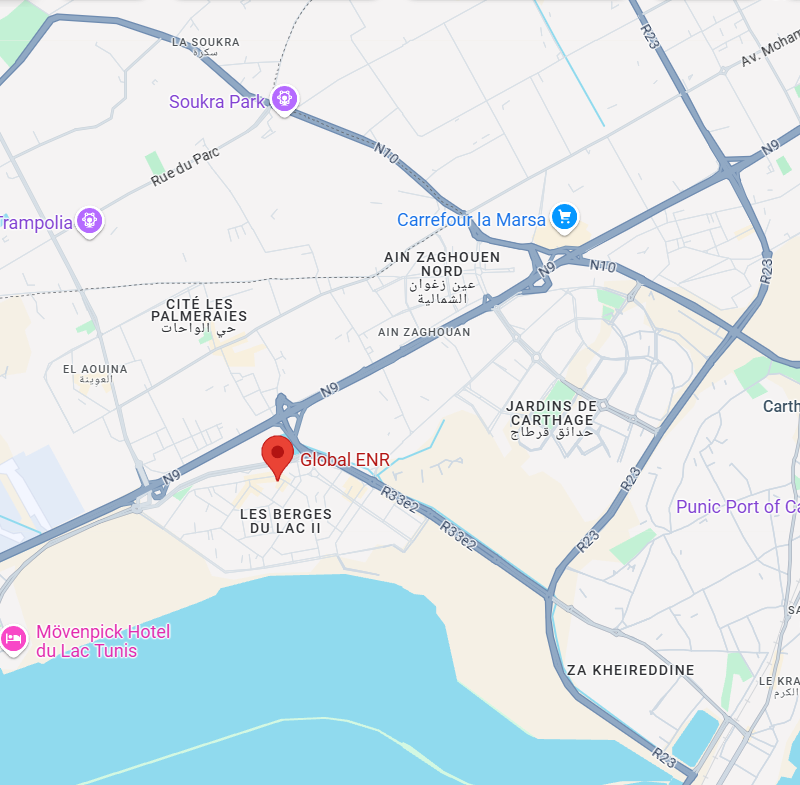 R23
Av. Moham
LA SOUKRA
سكرة
Soukra Park
N10
N9
Rue du Parc
Trampolia
Carrefour la Marsa
AIN ZAGHOUEN
NORD
عين زغوان
الشمالية
N9
N10
R23
CITÉ LES
PALMERAIES
حي الواحات
AIN ZAGHOUAN
EL AOUINA
العوينة
N9
JARDINS DE
CARTHAGE
حدائق قرطاج
Carth
Global ENR
N9
R33e2
R23
LES BERGES
DU LAC II
R33e2
R23
Punic Port of Ca
SA
Mövenpick Hotel
du Lac Tunis
ZA KHEIREDDINE
LE KRA
الكرم
R23